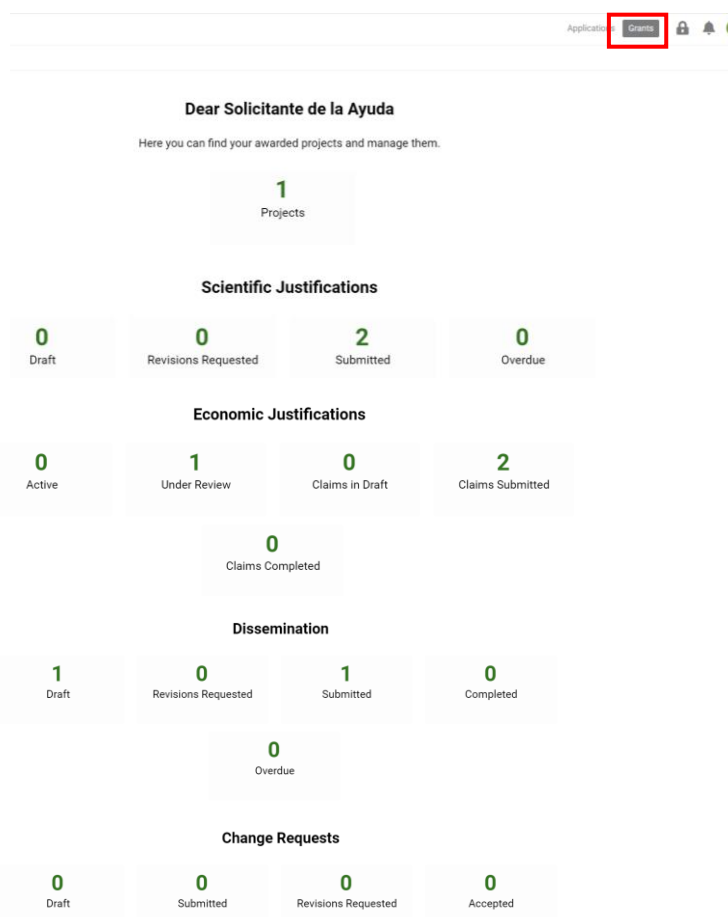 Applications Grants
Dear Solicitante de la Ayuda
Here you can find your awarded projects and manage them.
1
Projects
Scientific Justifications
0 0 2 0
Draft Revisions Requested Submitted Overdue
Economic Justifications
0 1 0 2
Active Under Review Claims in Draft Claims Submitted
0
Claims Completed
Dissemination
1 0 1 0
Draft Revisions Requested Submitted Completed
0
Overdue
Change Requests
0 0 0 0
Draft Submitted Revisions Requested Accepted